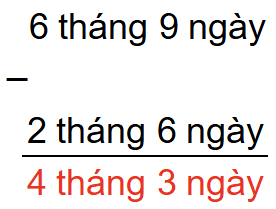 6 tháng 9 ngày
–
2 tháng 6 ngày
4 tháng 3 ngày